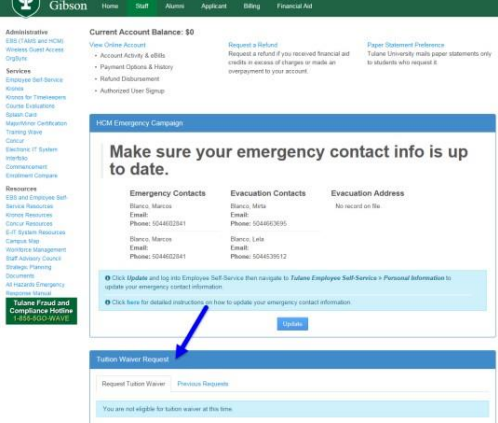 Gibson
Home Staff Alumni Applicant Billing Financial Aid
Administrative
EBS (TAMS and HCM)
Wireless Guest Access
OrgSync
Services
Employee Self-Service
Kronos
Kronos for Timekeepers
Course Evaluations
Splash Card
Major/Minor Certification
Training Wave
Concur
Electronic IT System
Interfolio
Commencement
Enrollment Compare
Resources
EBS and Employee Self-
Service Resources
Kronos Resources
Concur Resources
E-IT System Resources
Campus Map
Workforce Management
Staff Advisory Council
Strategic Planning
Documents
All Hazards Emergency
Response Manual
Tulane Fraud and
Compliance Hotline
1-855-5GO-WAVE
Current Account Balance: $0
View Online Account
• Account Activity & eBills
• Payment Options & History
• Refund Disbursement
• Authorized User Signup
Request a Refund
Request a refund if you received financial aid
credits in excess of charges or made an
overpayment to your account.
Paper Statement Preference
Tulane University mails paper statements only
to students who request it.
HCM Emergency Campaign
Make sure your emergency contact info is up
to date.
Emergency Contacts Evacuation Contacts Evacuation Address
Blanco, Marcos Blanco, Mirta No record on file.
Email: Email:
Phone: 5044602841 Phone: 5044663695
Blanco, Marcos Blanco, Lela
Email: Email:
Phone: 5044602841 Phone: 5044539512
Click Update and log into Employee Self-Service then navigate to Tulane Employee Self-Service > Personal Information to
update your emergency contact information.
Click here for detailed instructions on how to update your emergency contact information.
Update
Tuition Waiver Request
Request Tuition Waiver Previous Requests
You are not eligible for tuition waiver at this time.